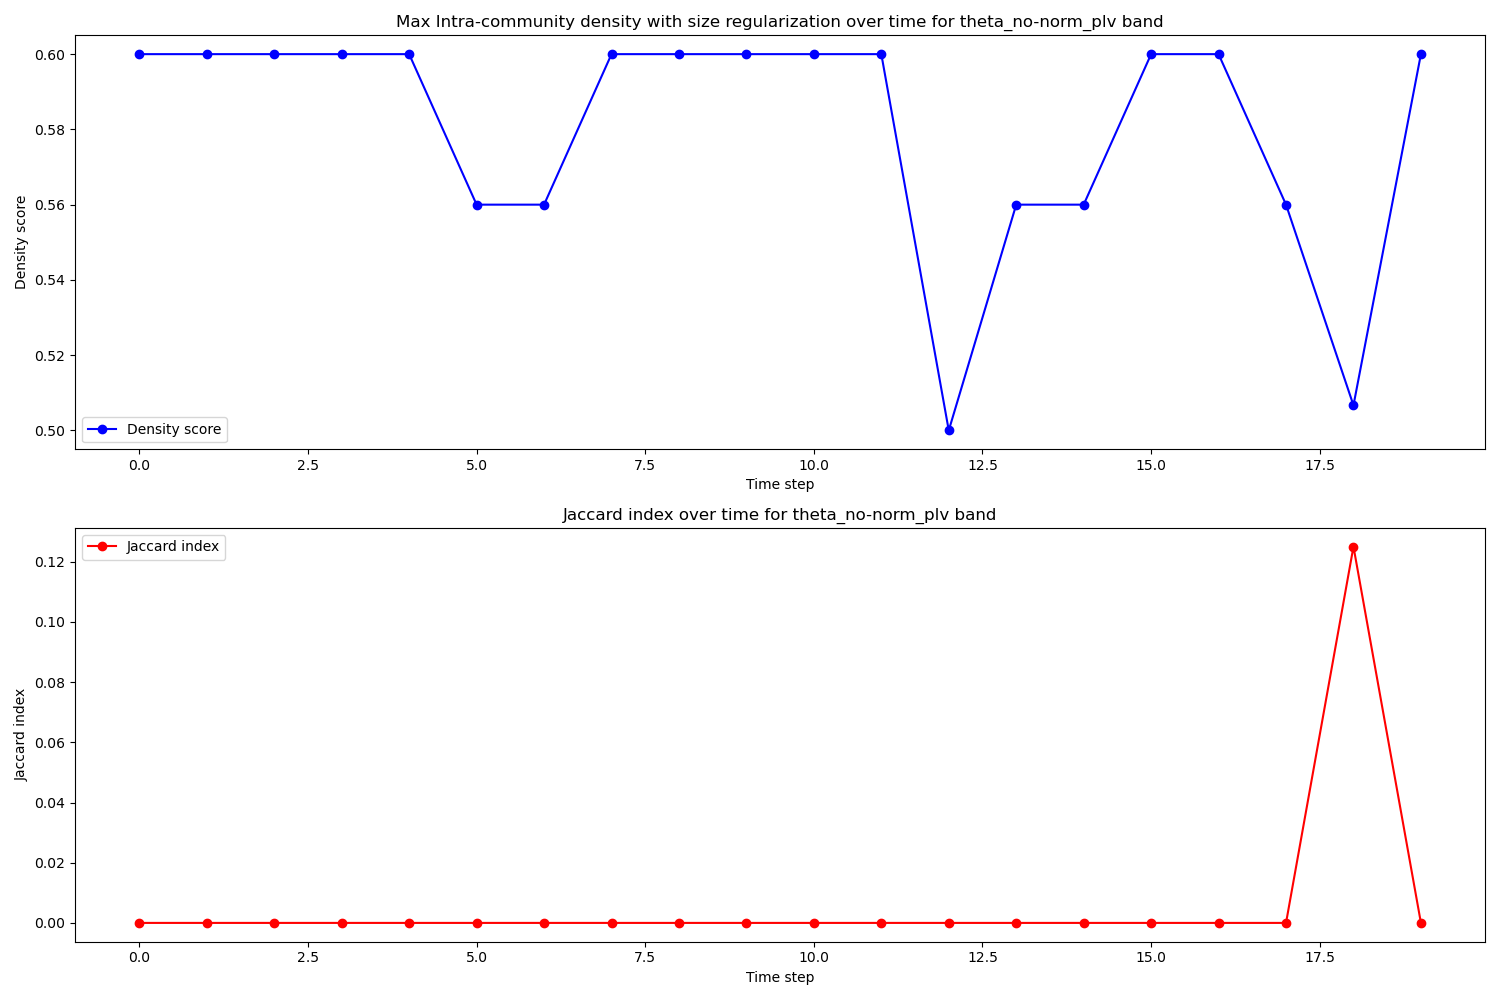 Max Intra-community density with size regularization over time for theta_no-norm_plv band
0.60
0.58
0.56
0.54
0.52
0.50
Density score
Density score
0.0 2.5 5.0 7.5 10.0 12.5 15.0 17.5
Time step
Jaccard index over time for theta_no-norm_plv band
Jaccard index
0.12
0.10
0.08
0.06
0.04
0.02
0.00
Jaccard index
0.0 2.5 5.0 7.5 10.0 12.5 15.0 17.5
Time step